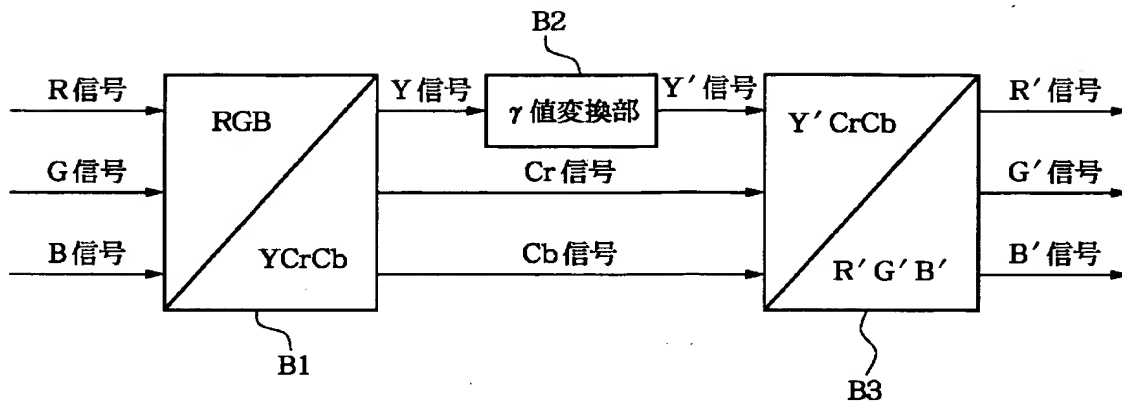 B2
R信号
Y信号
γ値変換部
Y′信号
R′信号
RGB
Y′CrCb
G信号
Cr信号
G′信号
B信号
YCrCb
Cb信号
R′G′B′
B′信号
B1
B3